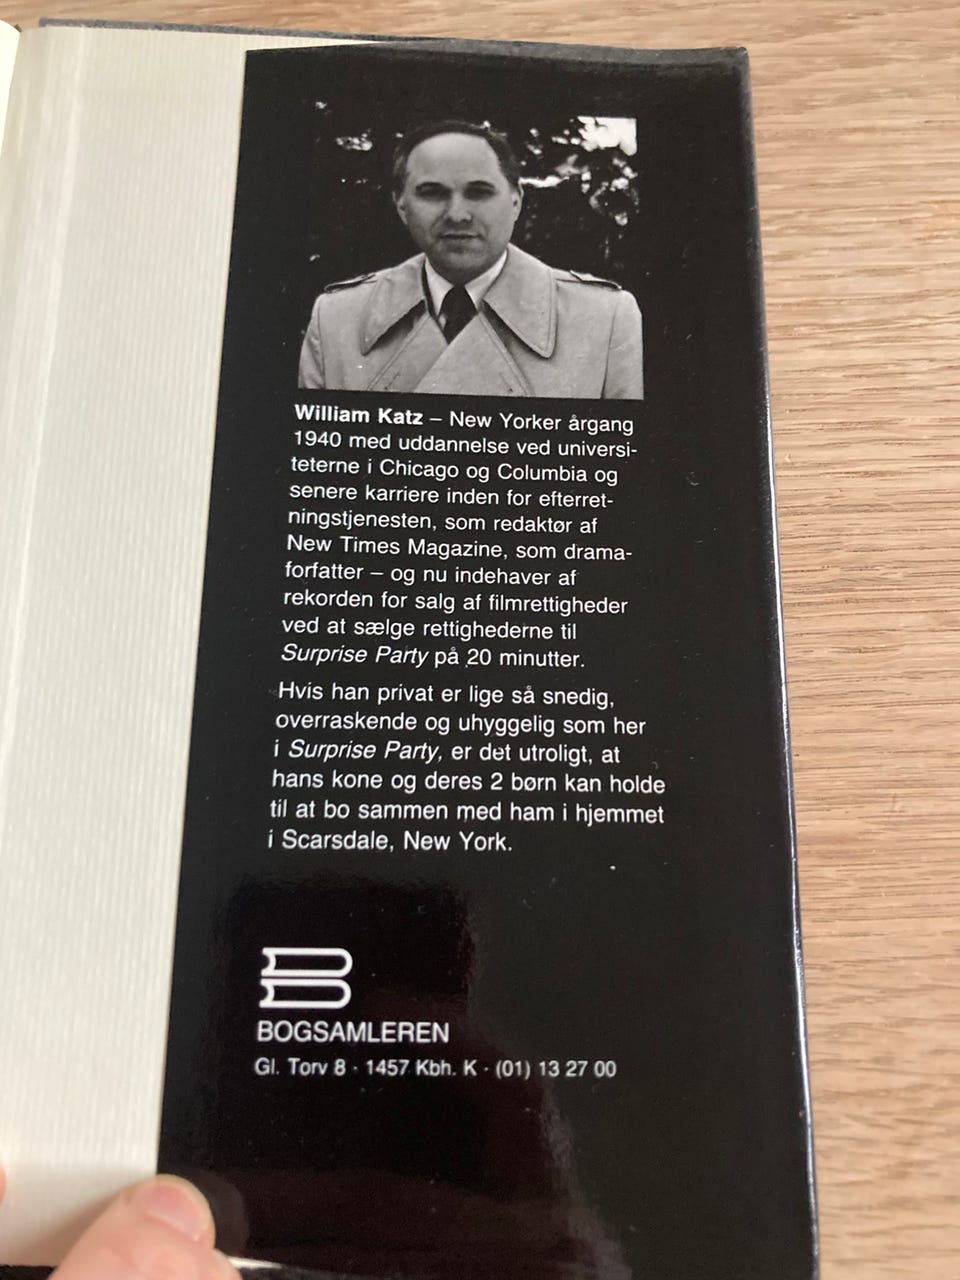 William Katz – New Yorker årgang
1940 med uddannelse ved universi-
teterne i Chicago og Columbia og
senere karriere inden for efterret-
ningstjenesten, som redaktør af
New Times Magazine, som drama-
forfatter – og nu indehaver af
rekorden for salg af filmrettigheder
ved at sælge rettighederne til
Surprise Party på 20 minutter.
Hvis han privat er lige så snedig,
overraskende og uhyggelig som her
i Surprise Party, er det utroligt, at
hans kone og deres 2 børn kan holde
til at bo sammen med ham i hjemmet
i Scarsdale, New York.
BOGSAMLEREN
Gl. Torv 8 · 1457 Kbh. K · (01) 13 27 00